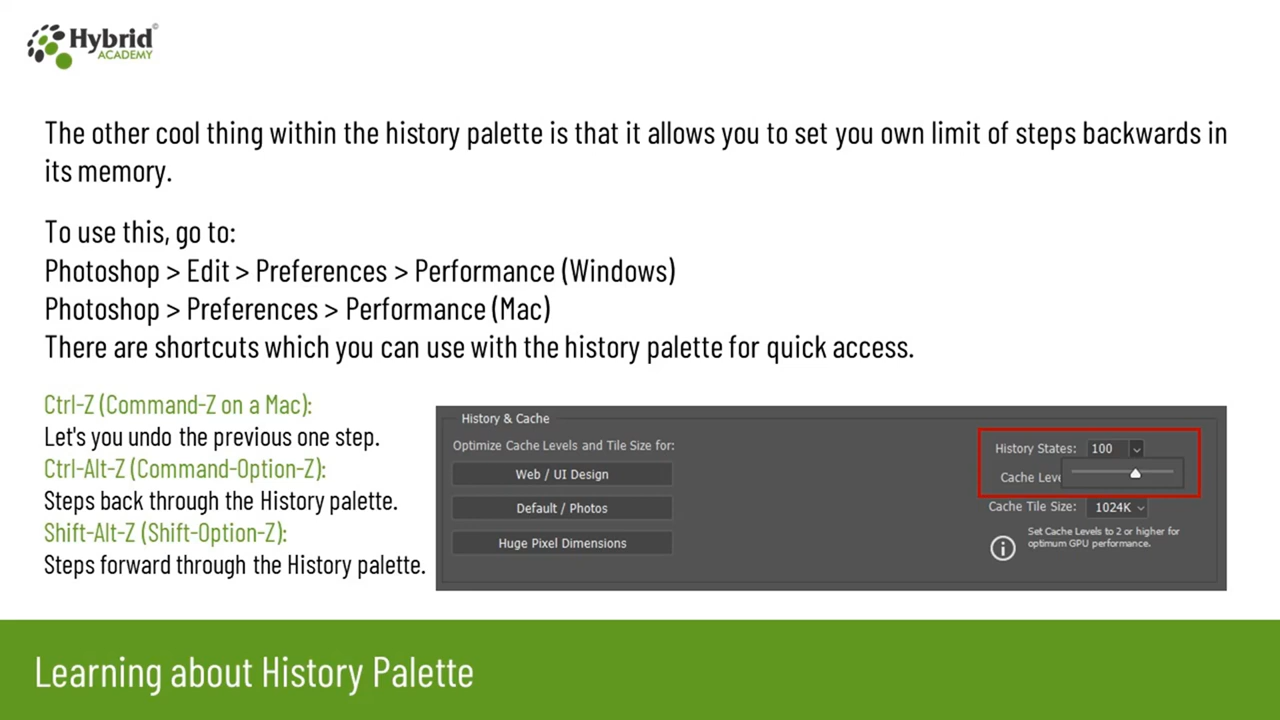 Hybrid
ACADEMY
The other cool thing within the history palette is that it allows you to set you own limit of steps backwards in
its memory.
To use this, go to:
Photoshop > Edit > Preferences > Performance (Windows)
Photoshop > Preferences > Performance (Mac)
There are shortcuts which you can use with the history palette for quick access.
Ctrl-Z (Command-Z on a Mac):
Let's you undo the previous one step.
Ctrl-Alt-Z (Command-Option-Z):
Steps back through the History palette.
Shift-Alt-Z (Shift-Option-Z):
Steps forward through the History palette.
History & Cache
Optimize Cache Levels and Tile Size for:
Web / UI Design
Default / Photos
Huge Pixel Dimensions
History States: 100
Cache Leve
Cache Tile Size: 1024K
Set Cache Levels to 2 or higher for
optimum GPU performance.
Learning about History Palette